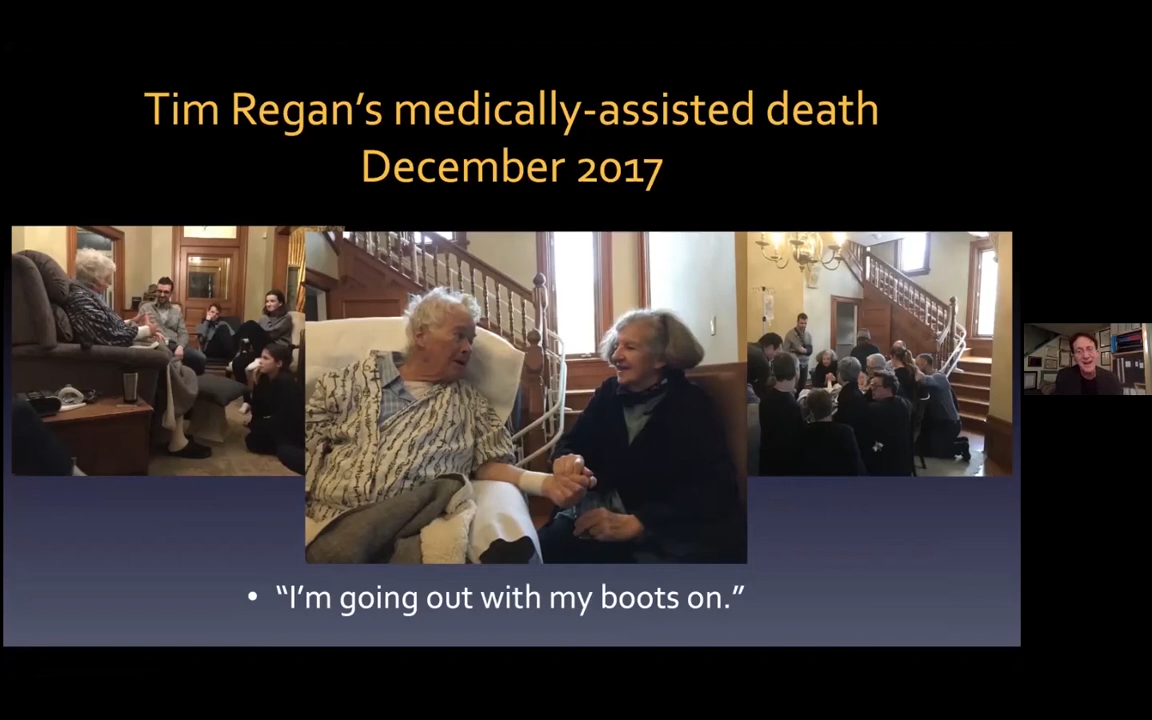 Tim Regan’s medically-assisted death
December 2017
• “I’m going out with my boots on.”